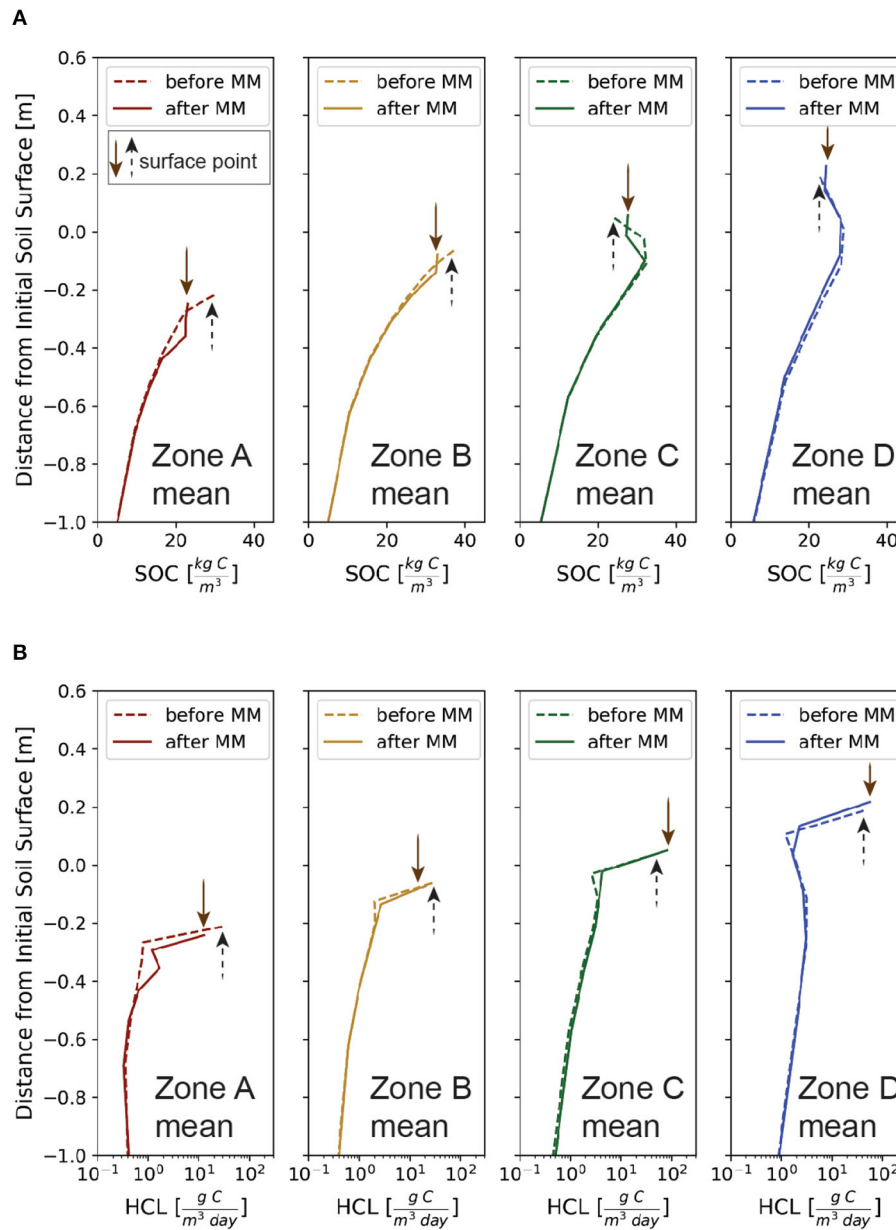 A
0.6
0.4
0.2
0.0
−0.2
−0.4
−0.6
−0.8
−1.0
Distance from Initial Soil Surface [m]
before MM
after MM
surface point
Zone A
mean
0 20 40
SOC [kg C / m³]
before MM
after MM
Zone B
mean
0 20 40
SOC [kg C / m³]
before MM
after MM
Zone C
mean
0 20 40
SOC [kg C / m³]
before MM
after MM
Zone D
mean
0 20 40
SOC [kg C / m³]
B
0.6
0.4
0.2
0.0
−0.2
−0.4
−0.6
−0.8
−1.0
Distance from Initial Soil Surface [m]
before MM
after MM
Zone A
mean
10⁻¹ 10⁰ 10¹ 10²
HCL [g C / m³ day]
before MM
after MM
Zone B
mean
10⁻¹ 10⁰ 10¹ 10²
HCL [g C / m³ day]
before MM
after MM
Zone C
mean
10⁻¹ 10⁰ 10¹ 10²
HCL [g C / m³ day]
before MM
after MM
Zone D
mean
10⁻¹ 10⁰ 10¹ 10²
HCL [g C / m³ day]